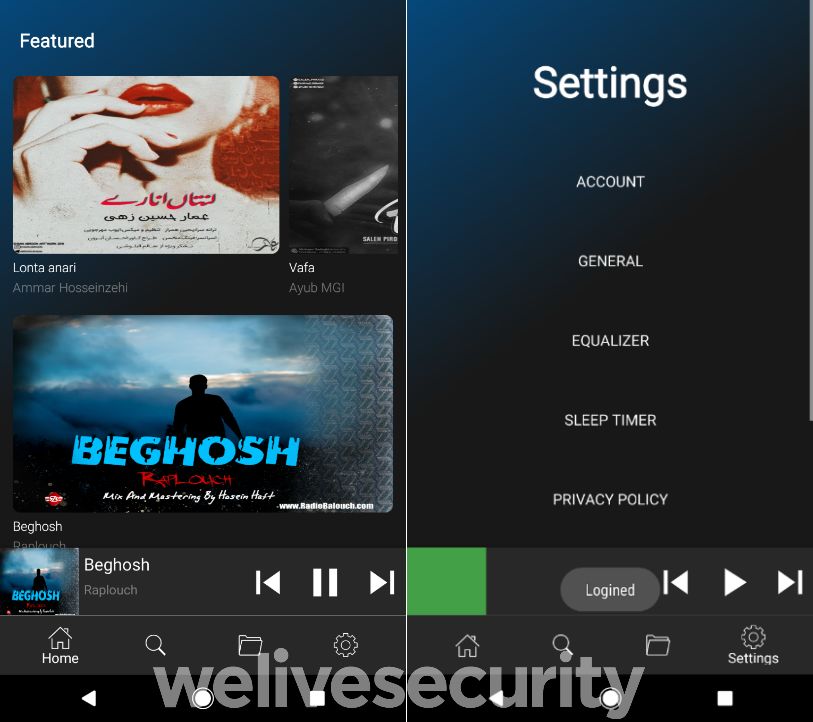 Featured
لنتان انارے
عمار حسین زهی
Lonta anari
Ammar Hosseinzehi
SALEH PIRO
Vafa
Ayub MGI
BEGHOSH
RAPLOUCH
Mix And Mastering By Hosein Haft
www.RadioBalouch.com
Beghosh
Raplouch
Beghosh
Raplouch
BEGHOSH
Home
Settings
ACCOUNT
GENERAL
EQUALIZER
SLEEP TIMER
PRIVACY POLICY
Logined
Settings
welivesecurity